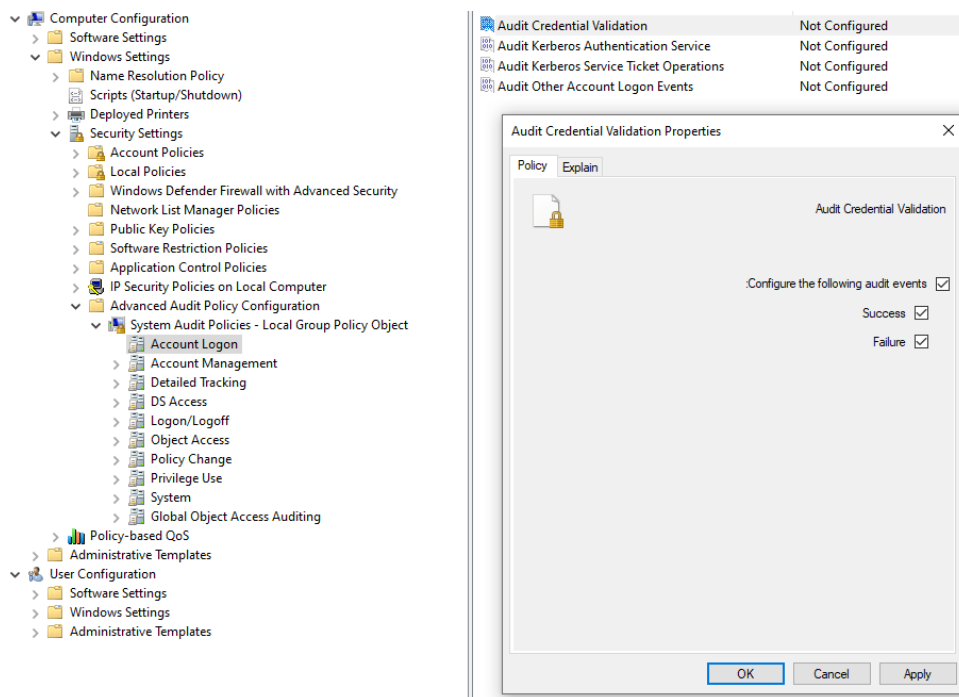 Computer Configuration
Software Settings
Windows Settings
Name Resolution Policy
Scripts (Startup/Shutdown)
Deployed Printers
Security Settings
Account Policies
Local Policies
Windows Defender Firewall with Advanced Security
Network List Manager Policies
Public Key Policies
Software Restriction Policies
Application Control Policies
IP Security Policies on Local Computer
Advanced Audit Policy Configuration
System Audit Policies - Local Group Policy Object
Account Logon
Account Management
Detailed Tracking
DS Access
Logon/Logoff
Object Access
Policy Change
Privilege Use
System
Global Object Access Auditing
Policy-based QoS
Administrative Templates
User Configuration
Software Settings
Windows Settings
Administrative Templates
Audit Credential Validation Not Configured
Audit Kerberos Authentication Service Not Configured
Audit Kerberos Service Ticket Operations Not Configured
Audit Other Account Logon Events Not Configured
Audit Credential Validation Properties
Policy Explain
Audit Credential Validation
:Configure the following audit events
Success
Failure
OK Cancel Apply